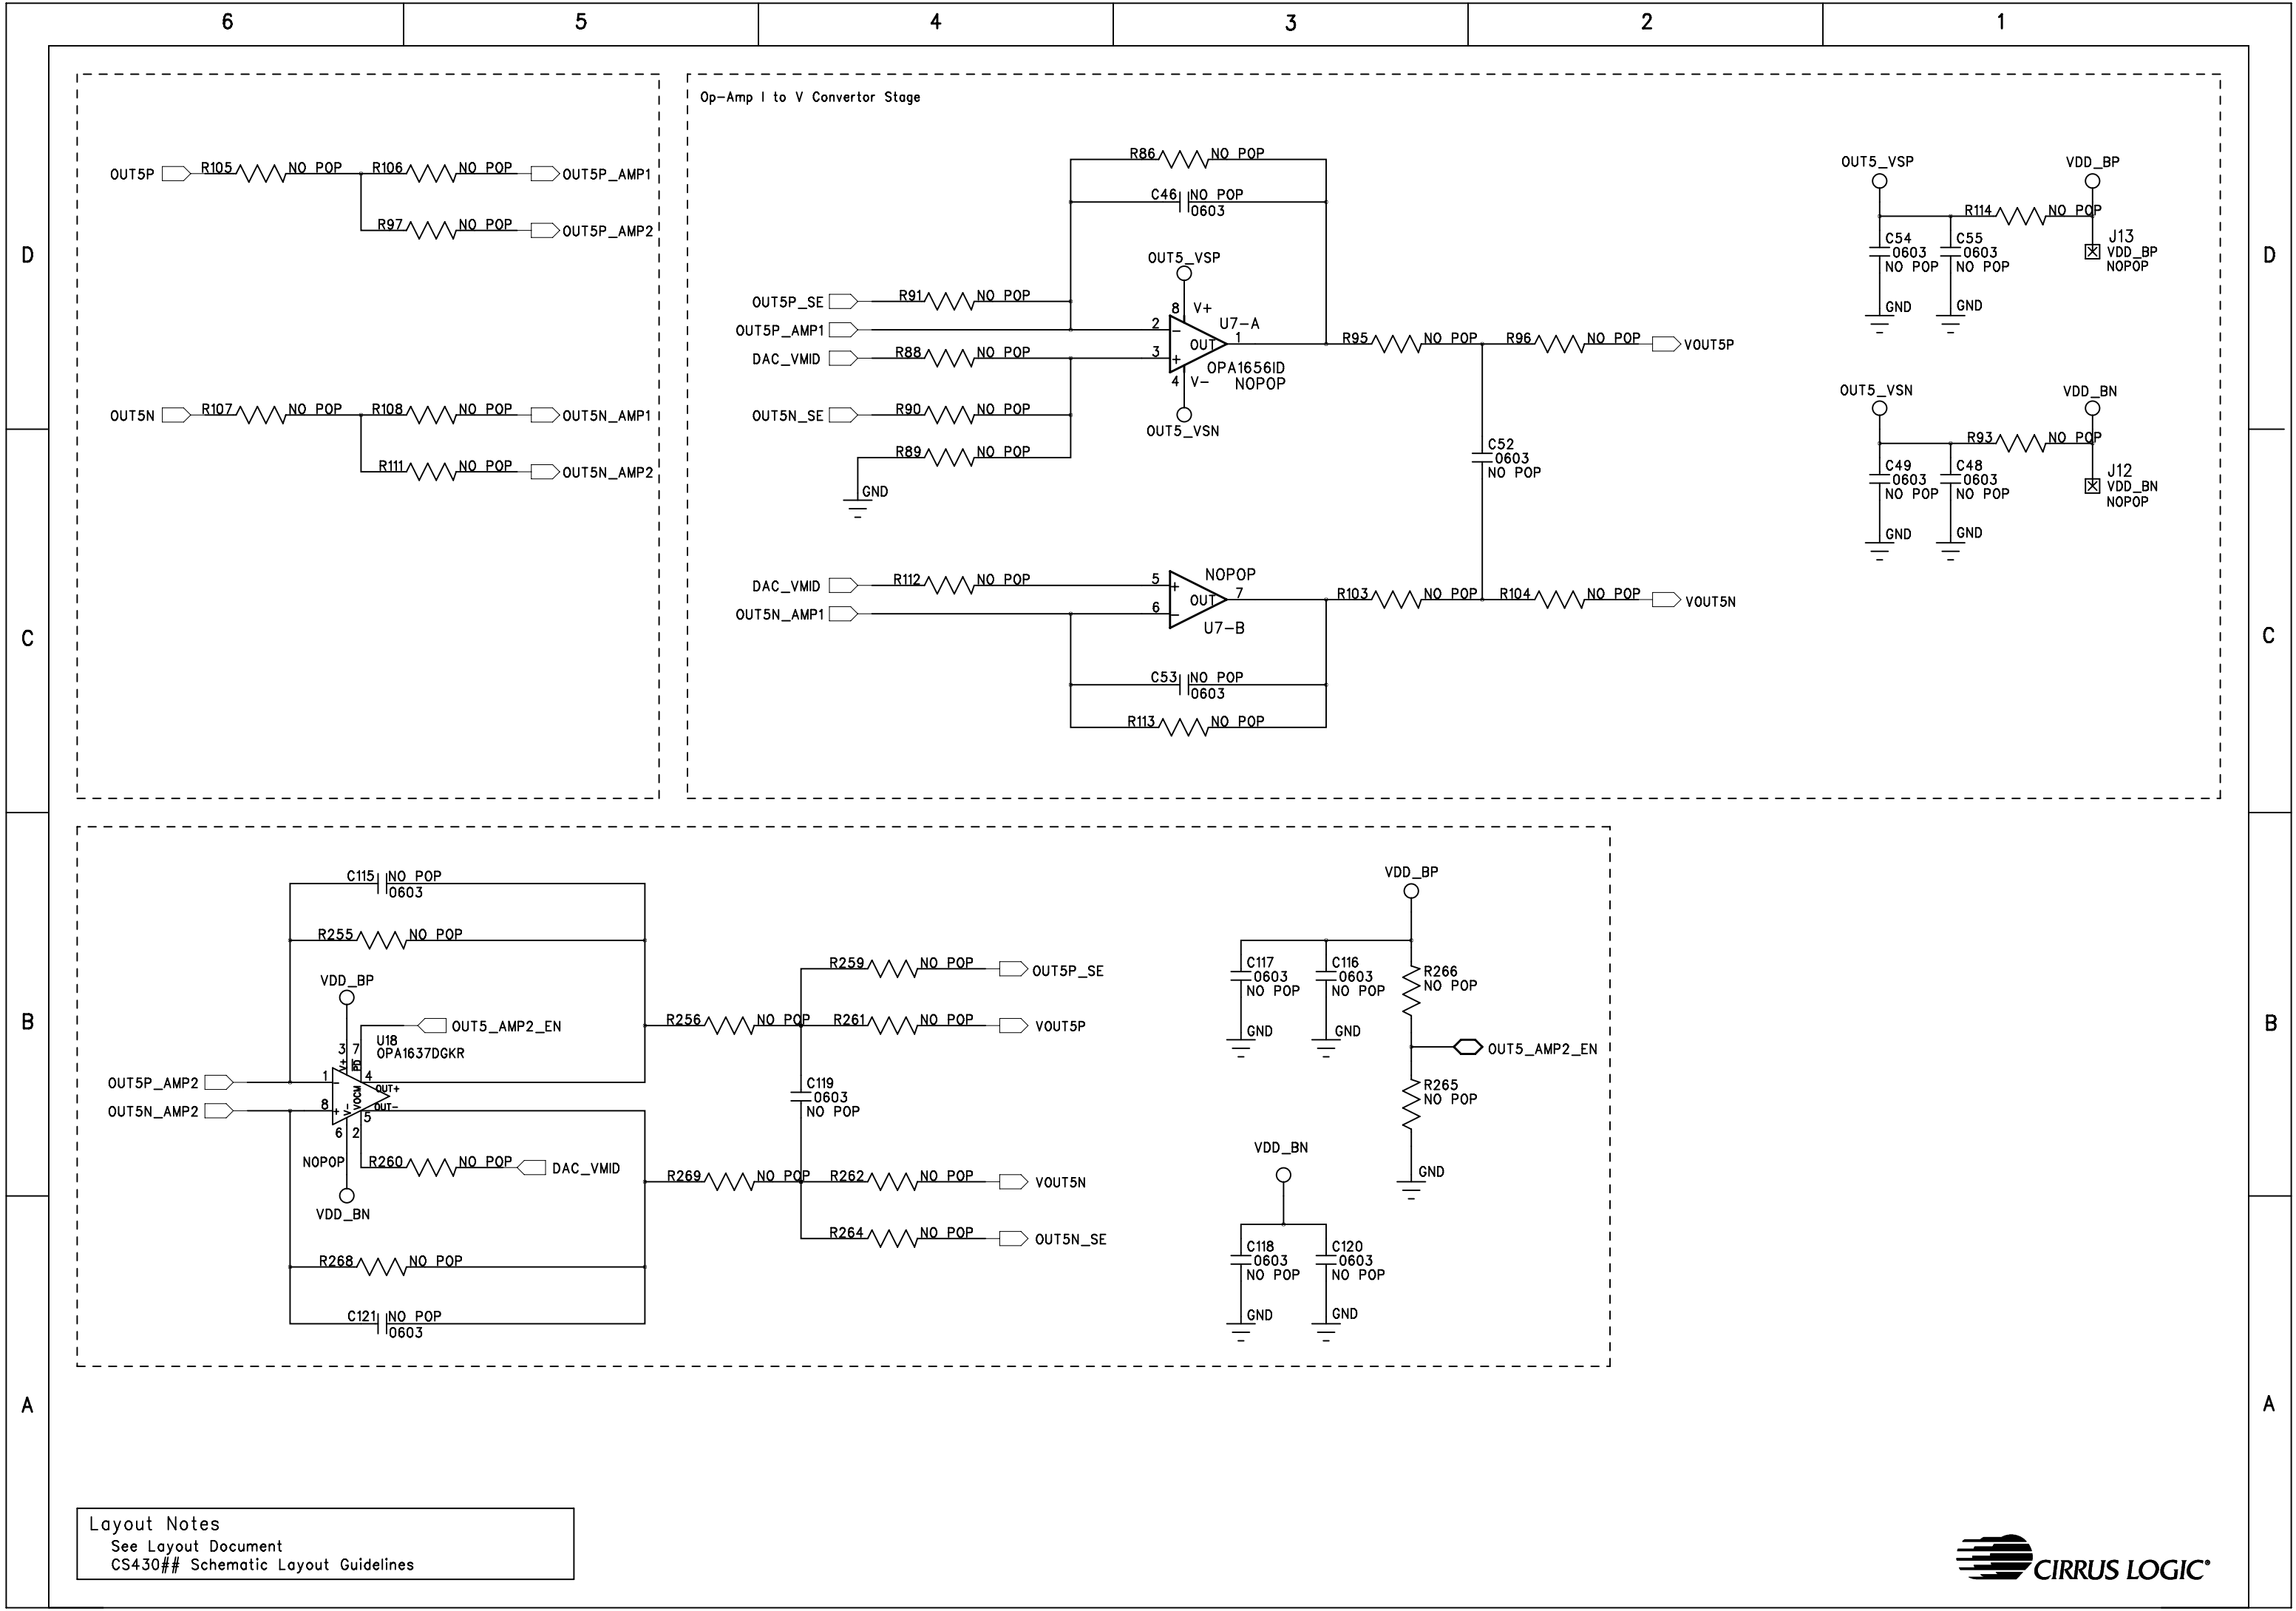 6 5 4 3 2 1
D D
C C
B B
A A
OUT5P R105 NO POP R106 NO POP OUT5P_AMP1
R97 NO POP OUT5P_AMP2
OUT5N R107 NO POP R108 NO POP OUT5N_AMP1
R111 NO POP OUT5N_AMP2
Op-Amp I to V Convertor Stage
R86 NO POP
C46 NO POP
0603
OUT5_VSP
8 V+
U7-A
OUT5P_SE R91 NO POP
OUT5P_AMP1 2 -
OUT 1
DAC_VMID R88 NO POP 3 +
OPA1656ID
NOPOP
4 V-
OUT5_VSN
OUT5N_SE R90 NO POP
R89 NO POP
GND
R95 NO POP R96 NO POP VOUT5P
C52
0603
NO POP
DAC_VMID R112 NO POP 5 +
NOPOP
OUT 7
OUT5N_AMP1 6 -
U7-B
R103 NO POP R104 NO POP VOUT5N
C53 NO POP
0603
R113 NO POP
OUT5_VSP VDD_BP
R114 NO POP
C54 C55
0603 0603
NO POP NO POP
J13
VDD_BP
NOPOP
GND GND
OUT5_VSN VDD_BN
R93 NO POP
C49 C48
0603 0603
NO POP NO POP
J12
VDD_BN
NOPOP
GND GND
C115 NO POP
0603
R255 NO POP
VDD_BP
OUT5_AMP2_EN
U18
OPA1637DGKR
3 7
V+ PD
OUT5P_AMP2 1 - 4 OUT+
VOCM
OUT5N_AMP2 8 + V- 5 OUT-
6 2
NOPOP
R260 NO POP DAC_VMID
VDD_BN
R268 NO POP
C121 NO POP
0603
R259 NO POP OUT5P_SE
R256 NO POP R261 NO POP VOUT5P
C119
0603
NO POP
R269 NO POP R262 NO POP VOUT5N
R264 NO POP OUT5N_SE
VDD_BP
C117 C116
0603 0603
NO POP NO POP
GND GND
R266
NO POP
OUT5_AMP2_EN
R265
NO POP
GND
VDD_BN
C118 C120
0603 0603
NO POP NO POP
GND GND
Layout Notes
See Layout Document
CS430## Schematic Layout Guidelines
CIRRUS LOGIC®